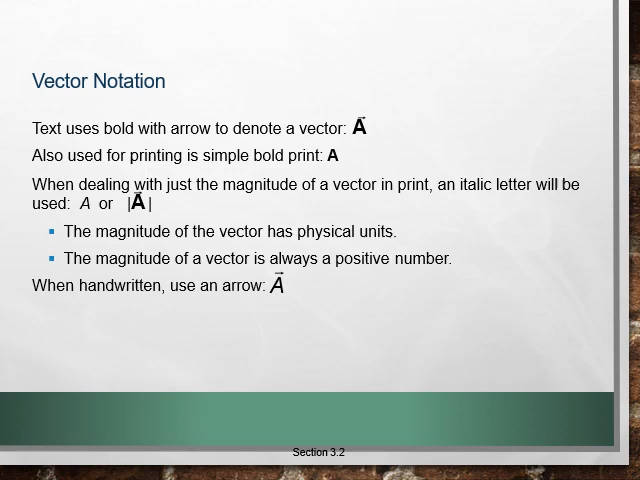 Vector Notation
Text uses bold with arrow to denote a vector: A⃗
Also used for printing is simple bold print: A
When dealing with just the magnitude of a vector in print, an italic letter will be
used: A or |A⃗|
▪ The magnitude of the vector has physical units.
▪ The magnitude of a vector is always a positive number.
When handwritten, use an arrow: A⃗
Section 3.2